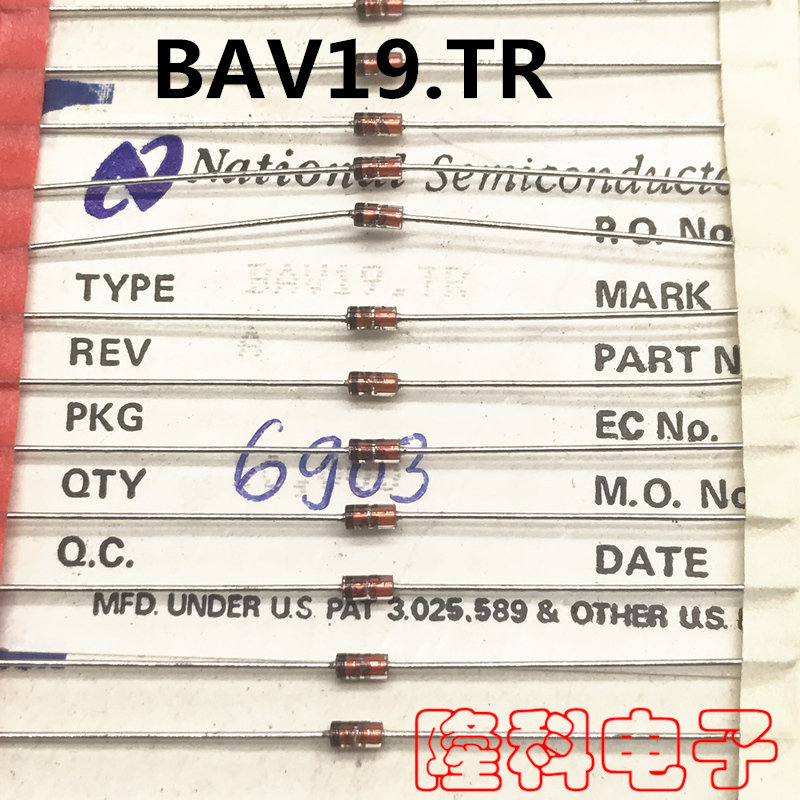 BAV19.TR
National Semiconducto
P.O. No
TYPE BAV19.TR
MARK
REV A
PART N
PKG
EC No.
QTY 6903
M.O. No
Q.C.
DATE
MFD. UNDER U.S. PAT 3.025.589 & OTHER U.S.
隆科电子